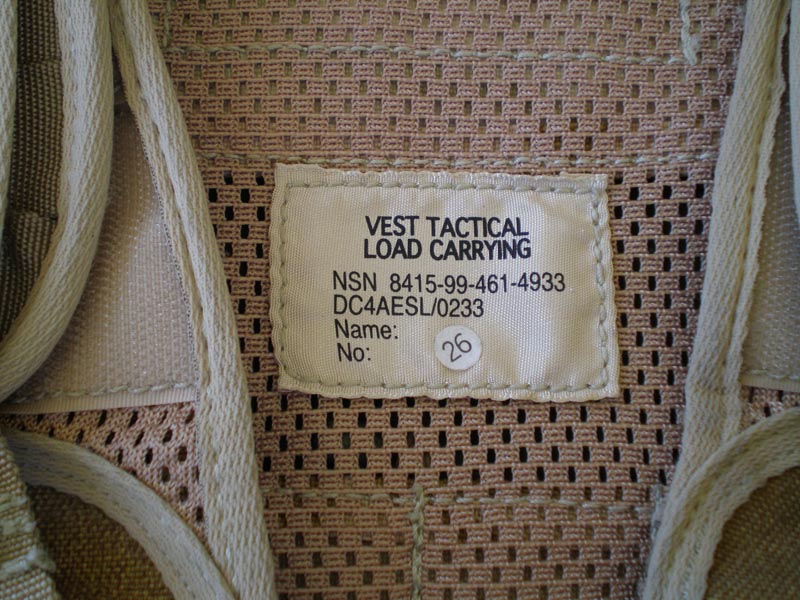 VEST TACTICAL
LOAD CARRYING
NSN 8415-99-461-4933
DC4AESL/0233
Name:
No: 26